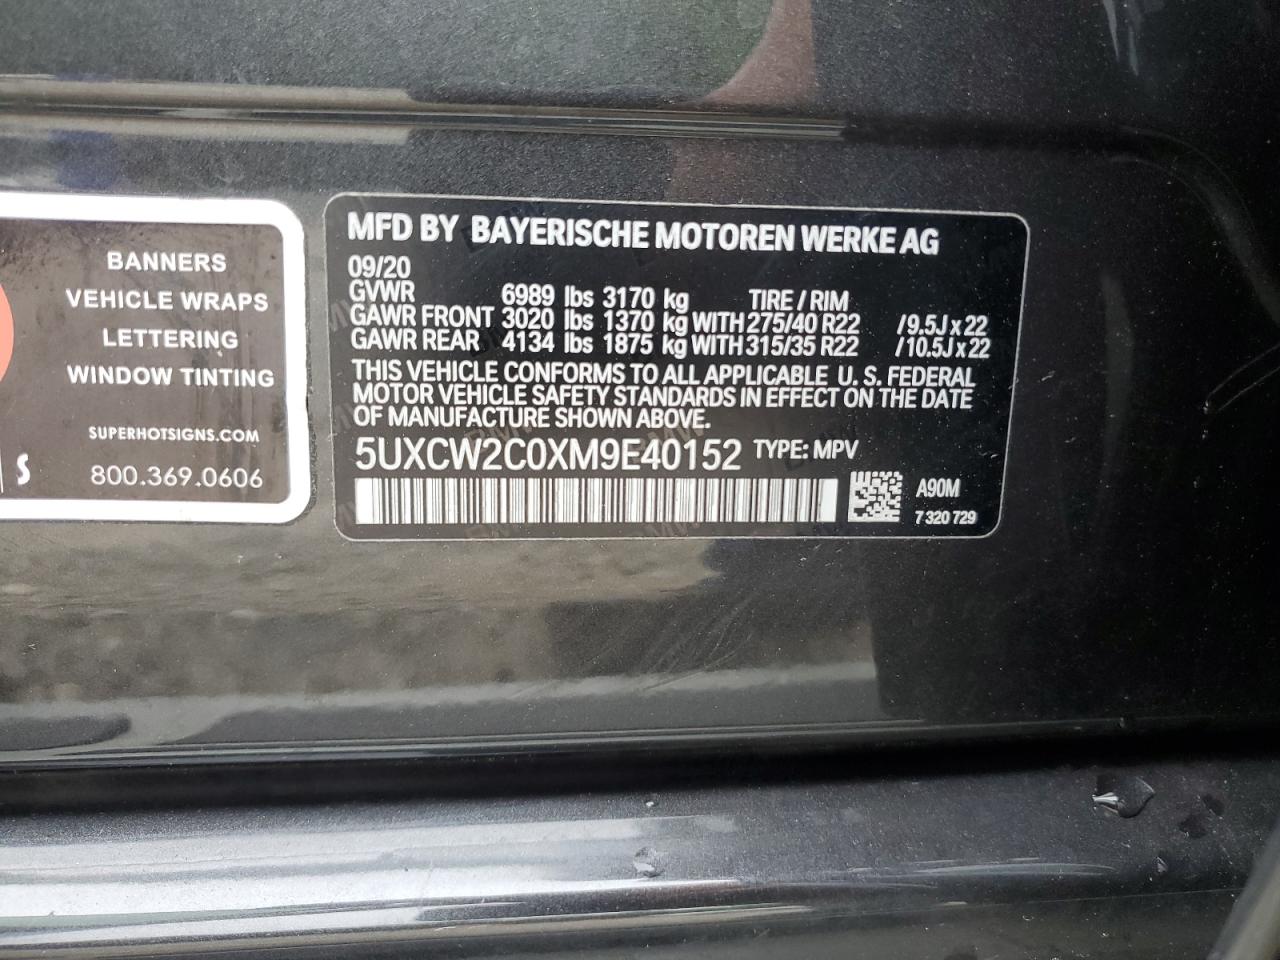 BANNERS
VEHICLE WRAPS
LETTERING
WINDOW TINTING
SUPERHOTSIGNS.COM
S
800.369.0606
MFD BY BAYERISCHE MOTOREN WERKE AG
09/20
GVWR 6989 lbs 3170 kg TIRE / RIM
GAWR FRONT 3020 lbs 1370 kg WITH 275/40 R22 /9.5J x 22
GAWR REAR 4134 lbs 1875 kg WITH 315/35 R22 /10.5J x 22
THIS VEHICLE CONFORMS TO ALL APPLICABLE U. S. FEDERAL
MOTOR VEHICLE SAFETY STANDARDS IN EFFECT ON THE DATE
OF MANUFACTURE SHOWN ABOVE.
5UXCW2C0XM9E40152 TYPE: MPV
A90M
7 320 729